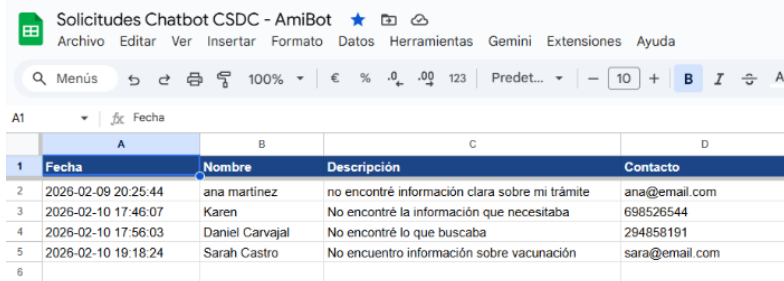 Solicitudes Chatbot CSDC - AmiBot
Archivo Editar Ver Insertar Formato Datos Herramientas Gemini Extensiones Ayuda
Menús 100% € % .0 .00 123 Predet... − 10 + B I A
A1 fx Fecha
A B C D
1 Fecha Nombre Descripción Contacto
2 2026-02-09 20:25:44 ana martinez no encontré información clara sobre mi trámite ana@email.com
3 2026-02-10 17:46:07 Karen No encontré la información que necesitaba 698526544
4 2026-02-10 17:56:03 Daniel Carvajal No encontré lo que buscaba 294858191
5 2026-02-10 19:18:24 Sarah Castro No encuentro información sobre vacunación sara@email.com
6